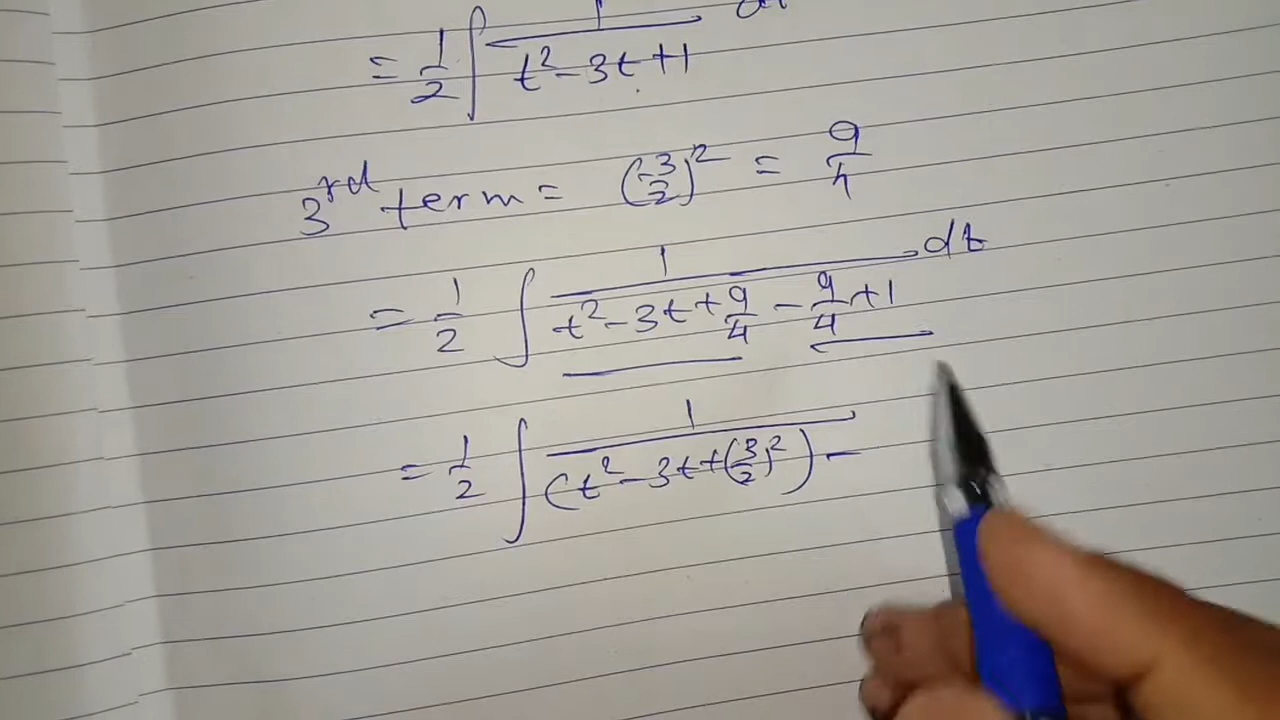 = 1/2 ∫ 1/(t² - 3t + 1) dt
3rd term = (-3/2)² = 9/4
= 1/2 ∫ 1/(t² - 3t + 9/4 - 9/4 + 1) dt
= 1/2 ∫ 1/((t² - 3t + (3/2)²) -